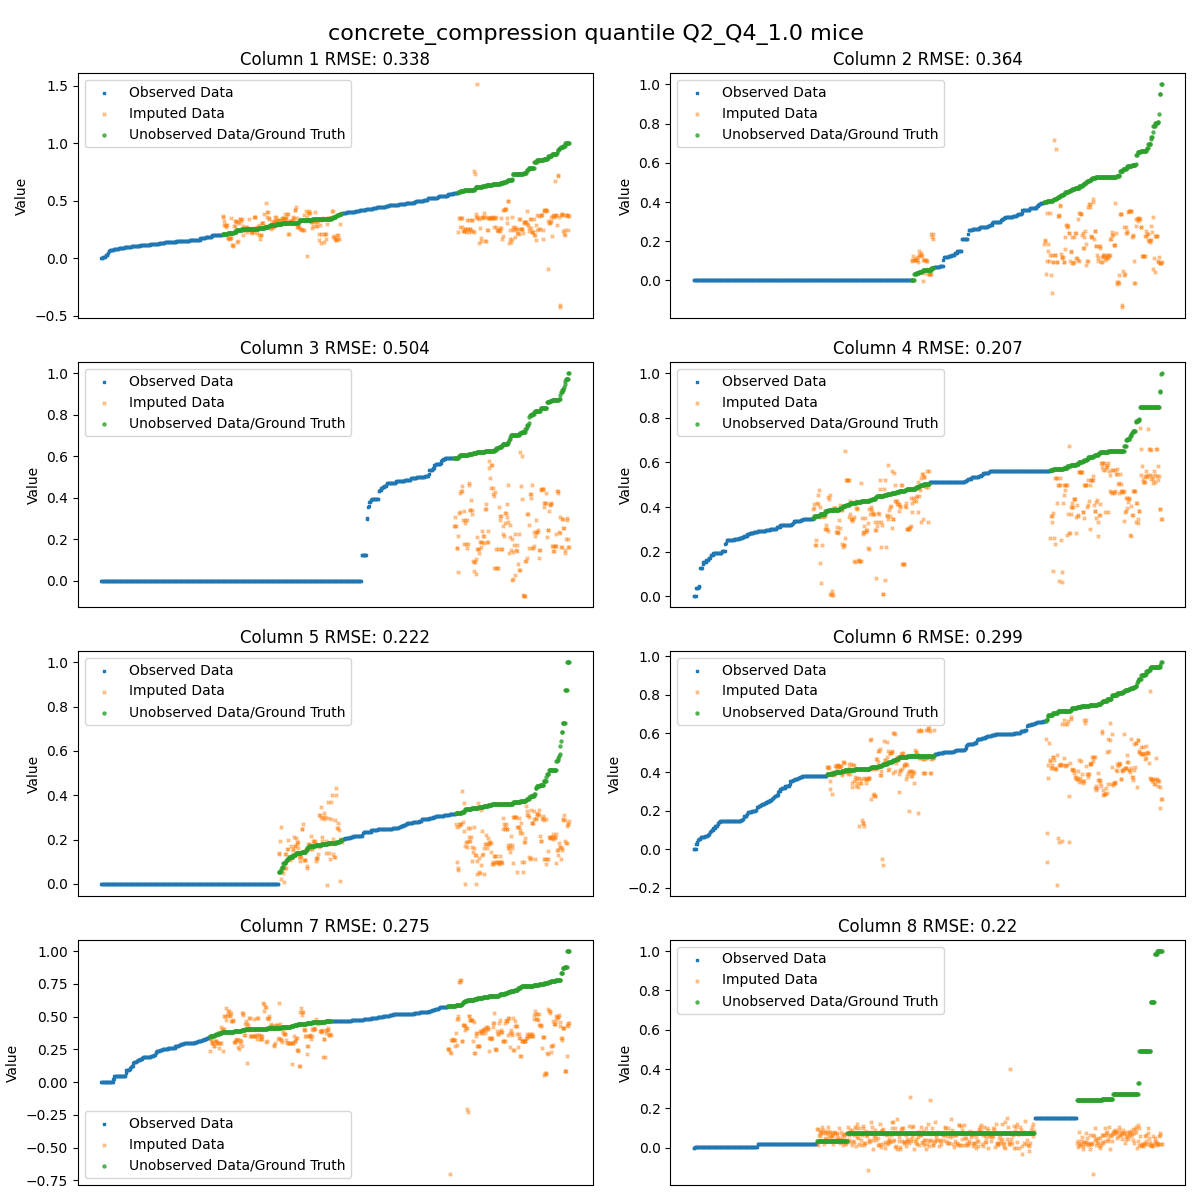 concrete_compression quantile Q2_Q4_1.0 mice
Column 1 RMSE: 0.338
Observed Data
Imputed Data
Unobserved Data/Ground Truth
Value
1.5
1.0
0.5
0.0
−0.5
Column 2 RMSE: 0.364
Observed Data
Imputed Data
Unobserved Data/Ground Truth
Value
1.0
0.8
0.6
0.4
0.2
0.0
Column 3 RMSE: 0.504
Observed Data
Imputed Data
Unobserved Data/Ground Truth
Value
1.0
0.8
0.6
0.4
0.2
0.0
Column 4 RMSE: 0.207
Observed Data
Imputed Data
Unobserved Data/Ground Truth
Value
1.0
0.8
0.6
0.4
0.2
0.0
Column 5 RMSE: 0.222
Observed Data
Imputed Data
Unobserved Data/Ground Truth
Value
1.0
0.8
0.6
0.4
0.2
0.0
Column 6 RMSE: 0.299
Observed Data
Imputed Data
Unobserved Data/Ground Truth
Value
1.0
0.8
0.6
0.4
0.2
0.0
−0.2
Column 7 RMSE: 0.275
Value
1.00
0.75
0.50
0.25
0.00
−0.25
−0.50
−0.75
Observed Data
Imputed Data
Unobserved Data/Ground Truth
Column 8 RMSE: 0.22
Observed Data
Imputed Data
Unobserved Data/Ground Truth
Value
1.0
0.8
0.6
0.4
0.2
0.0